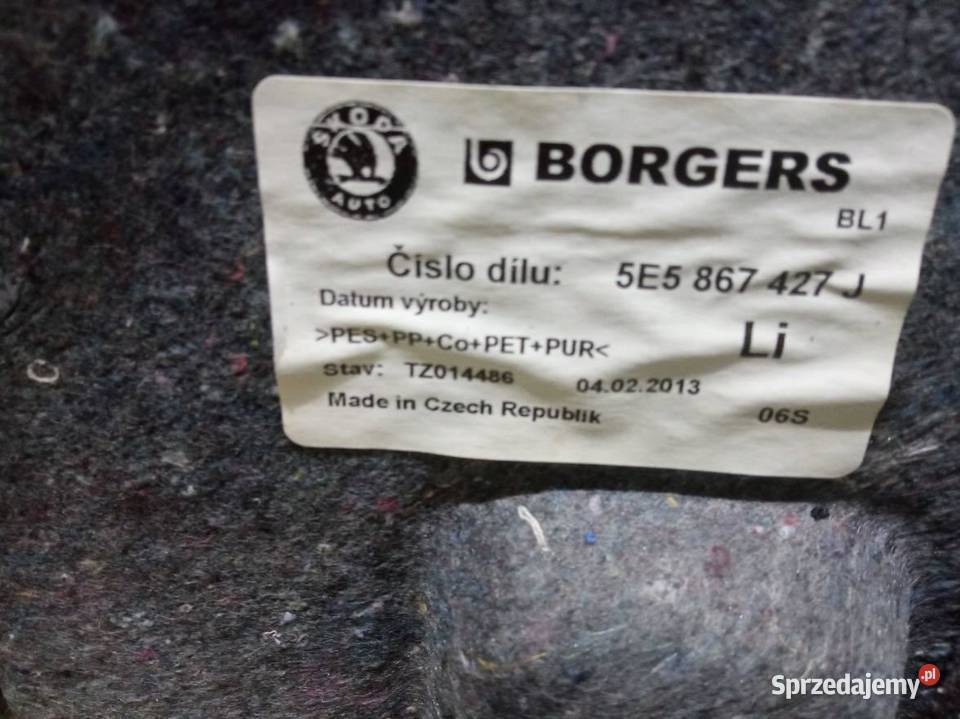 ŠKODA
AUTO
BORGERS
BL1
Číslo dílu: 5E5 867 427 J
Datum výroby:
Li
>PES+PP+Co+PET+PUR<
Stav: TZ014486 04.02.2013
Made in Czech Republik 06S
Sprzedajemy.pl